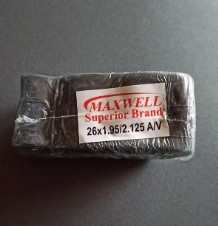 MAXWELL
Superior Brand
26x1.95/2.125 A/V